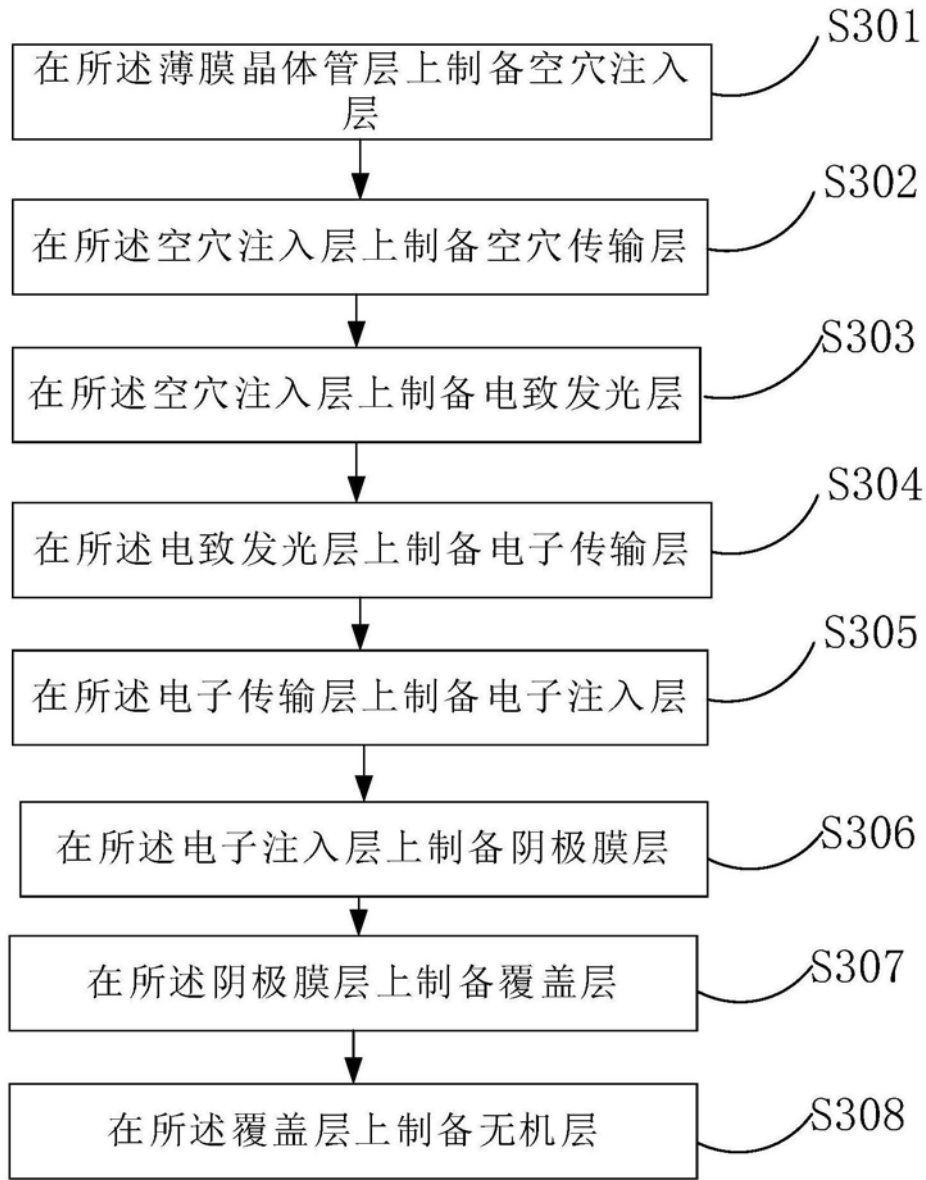 S301
在所述薄膜晶体管层上制备空穴注入
层
S302
在所述空穴注入层上制备空穴传输层
S303
在所述空穴注入层上制备电致发光层
S304
在所述电致发光层上制备电子传输层
S305
在所述电子传输层上制备电子注入层
S306
在所述电子注入层上制备阴极膜层
S307
在所述阴极膜层上制备覆盖层
S308
在所述覆盖层上制备无机层